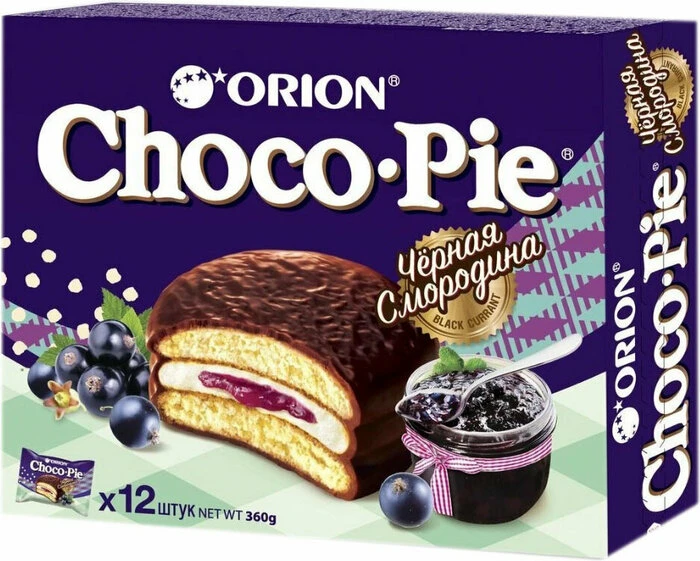 ORION®
Choco•Pie®
Чёрная
Смородина
BLACK CURRANT
ORION
Choco•Pie
x12 штук NET WT 360g
Чёрная
Смородина
BLACK CURRANT
ORION®
Choco•Pie®